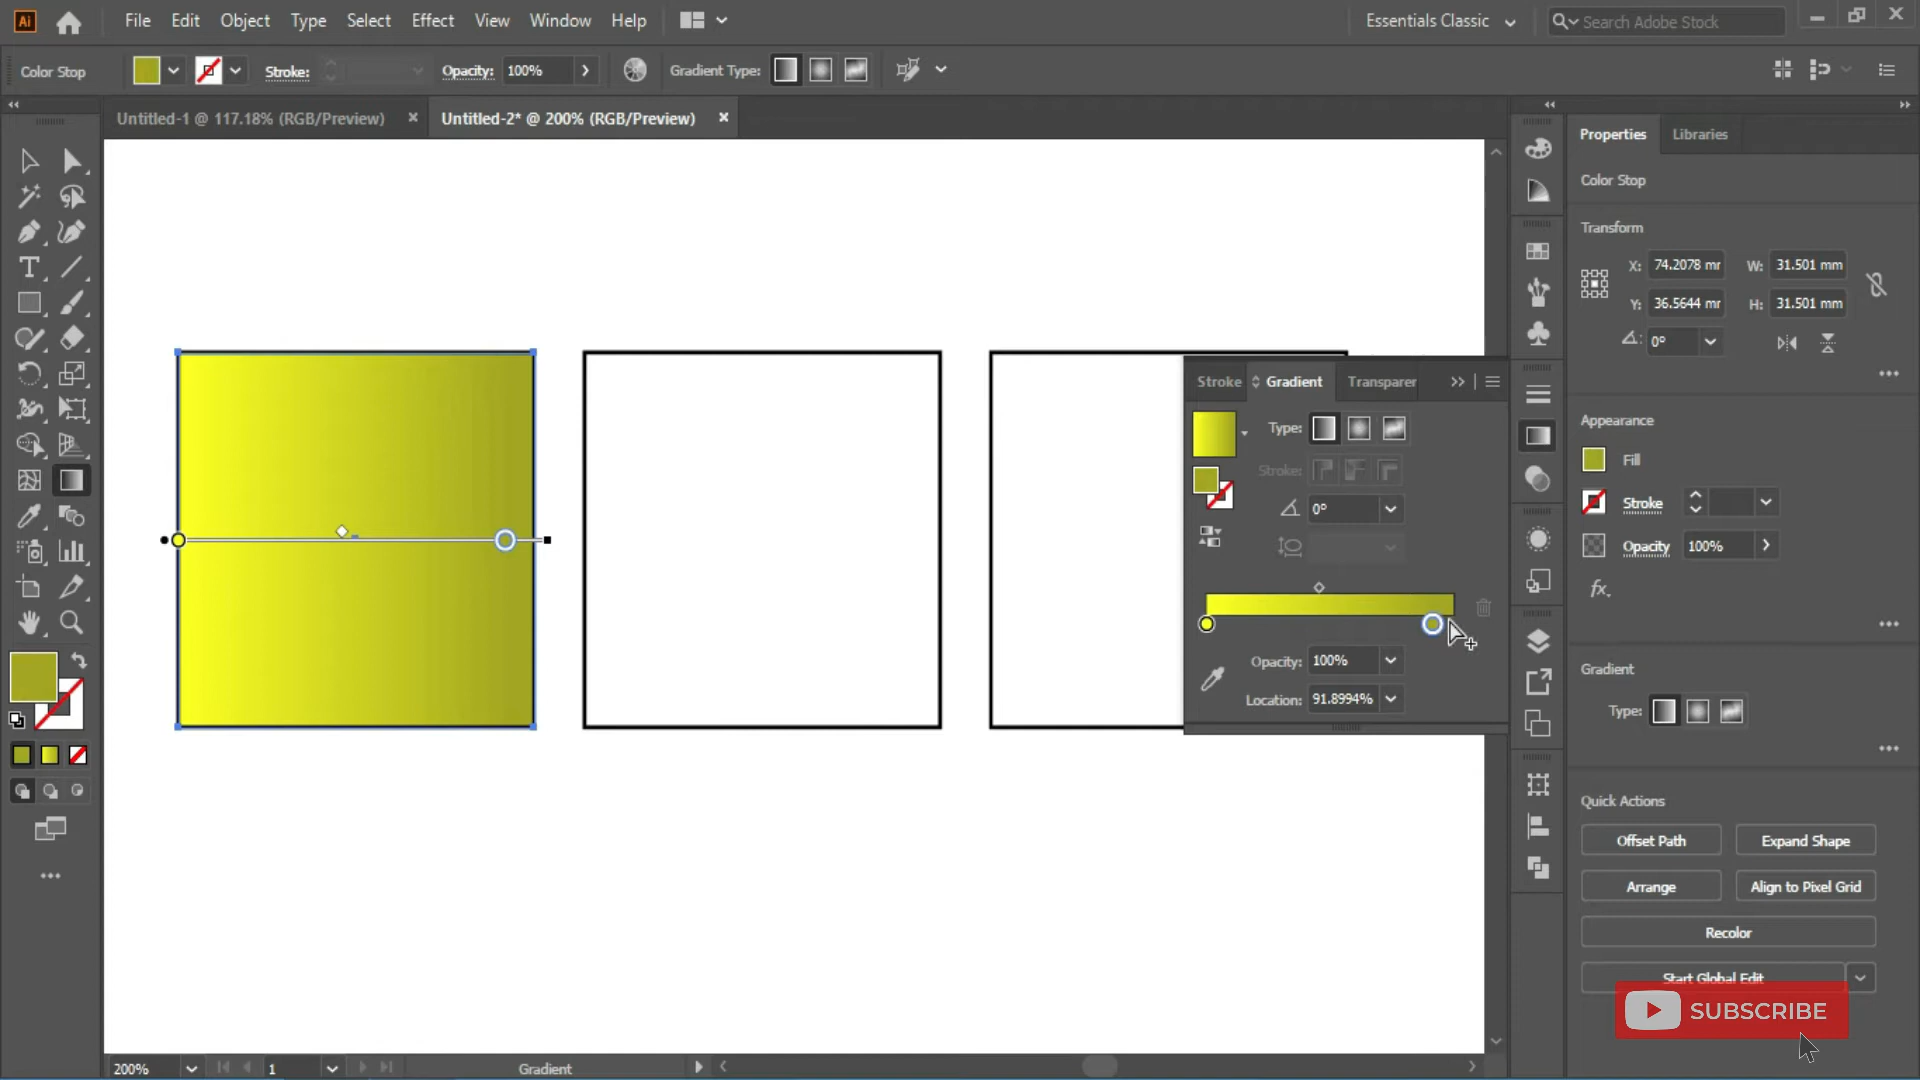 Ai File Edit Object Type Select Effect View Window Help Essentials Classic Search Adobe Stock
Color Stop Stroke: Opacity: 100% Gradient Type:
Untitled-1 @ 117.18% (RGB/Preview) Untitled-2* @ 200% (RGB/Preview)
Properties Libraries
Color Stop
Transform
X: 74.2078 mr W: 31.501 mm
Y: 36.5644 mr H: 31.501 mm
0°
Stroke Gradient Transparer
Type:
Stroke:
0°
Opacity: 100%
Location: 91.8994%
Appearance
Fill
Stroke
Opacity 100%
fx.
Gradient
Type:
Quick Actions
Offset Path Expand Shape
Arrange Align to Pixel Grid
Recolor
Start Global Edit
SUBSCRIBE
200% 1 Gradient